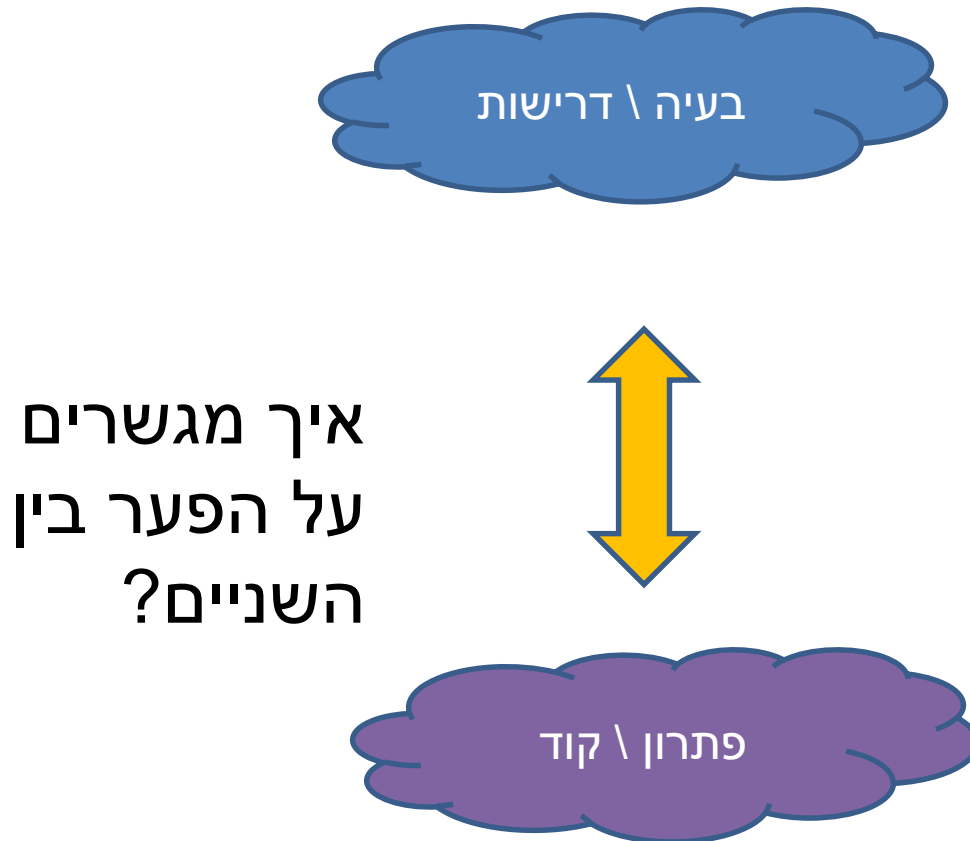 בעיה \ דרישות
איך מגשרים
על הפער בין
השניים?
פתרון \ קוד